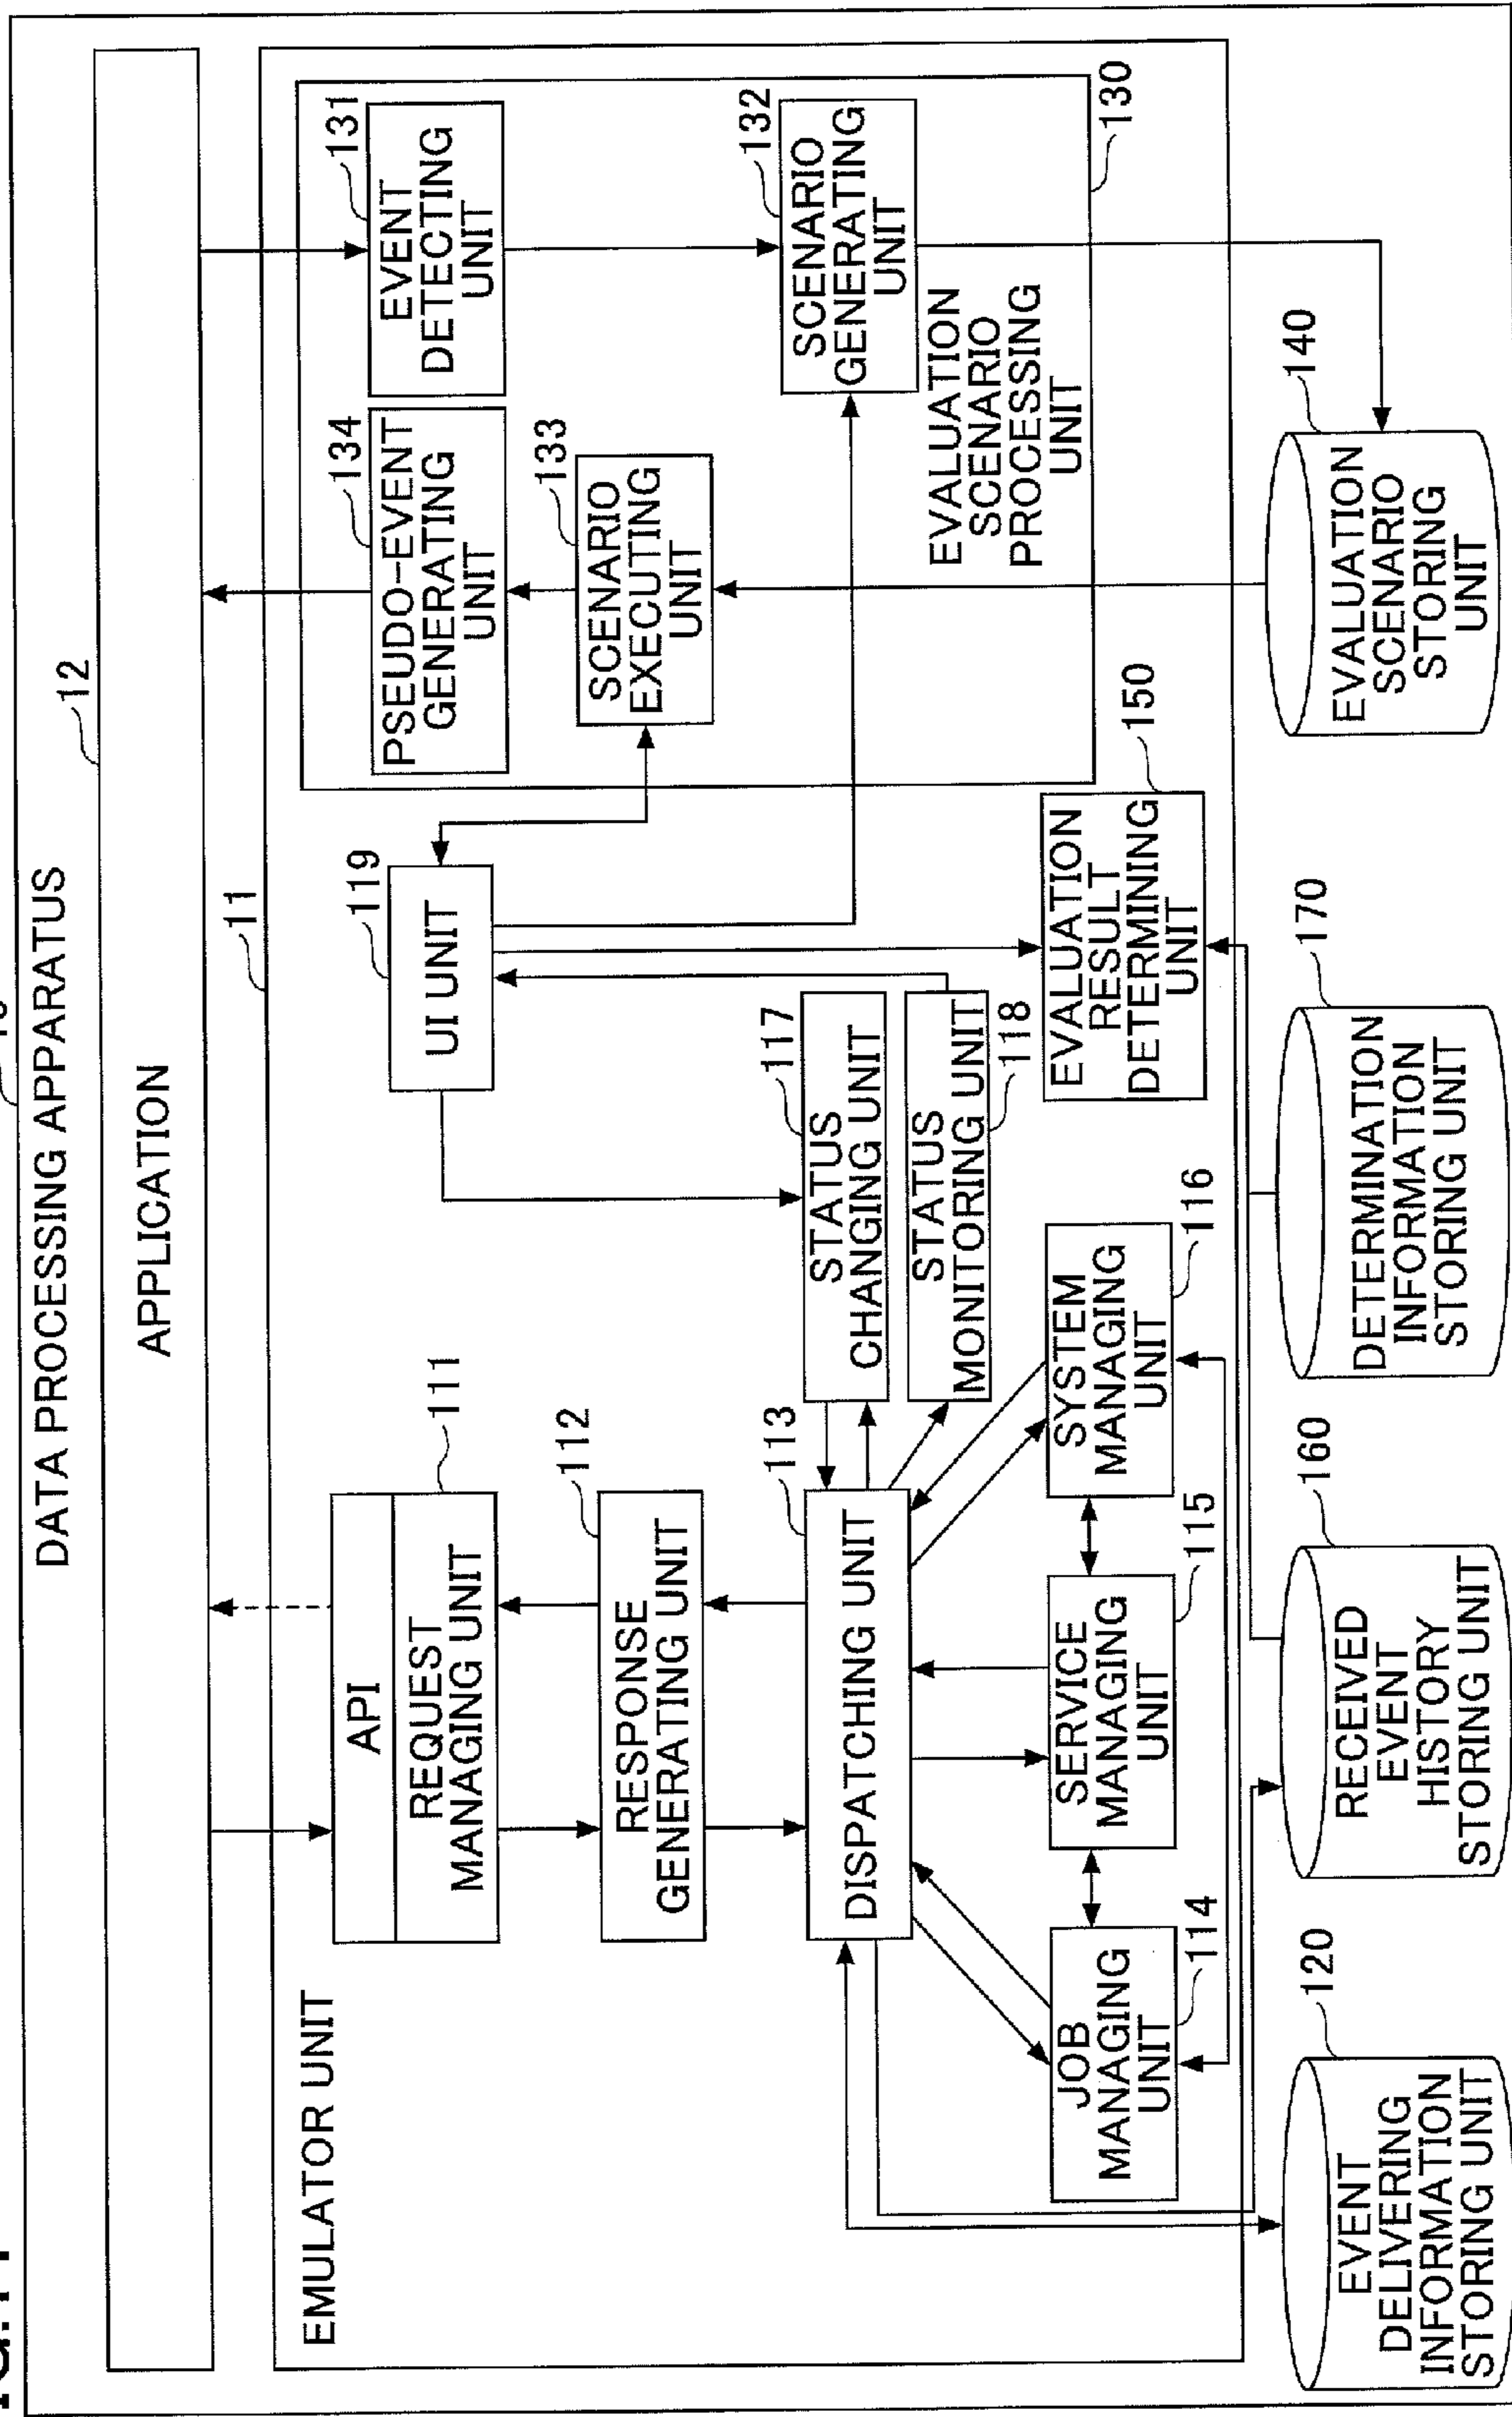 DATA PROCESSING APPARATUS
12
APPLICATION
11
EMULATOR UNIT
API
REQUEST
MANAGING UNIT
111
RESPONSE
GENERATING UNIT
112
DISPATCHING UNIT
113
JOB
MANAGING
UNIT
114
SERVICE
MANAGING
UNIT
115
SYSTEM
MANAGING
UNIT
116
STATUS
CHANGING UNIT
117
STATUS
MONITORING UNIT
118
UI UNIT
119
PSEUDO-EVENT
GENERATING
UNIT
134
EVENT
DETECTING
UNIT
131
SCENARIO
EXECUTING
UNIT
133
SCENARIO
GENERATING
UNIT
132
EVALUATION
SCENARIO
PROCESSING
UNIT
130
EVALUATION
RESULT
DETERMINING
UNIT
150
EVENT
DELIVERING
INFORMATION
STORING UNIT
120
RECEIVED
EVENT
HISTORY
STORING UNIT
160
DETERMINATION
INFORMATION
STORING UNIT
170
EVALUATION
SCENARIO
STORING
UNIT
140